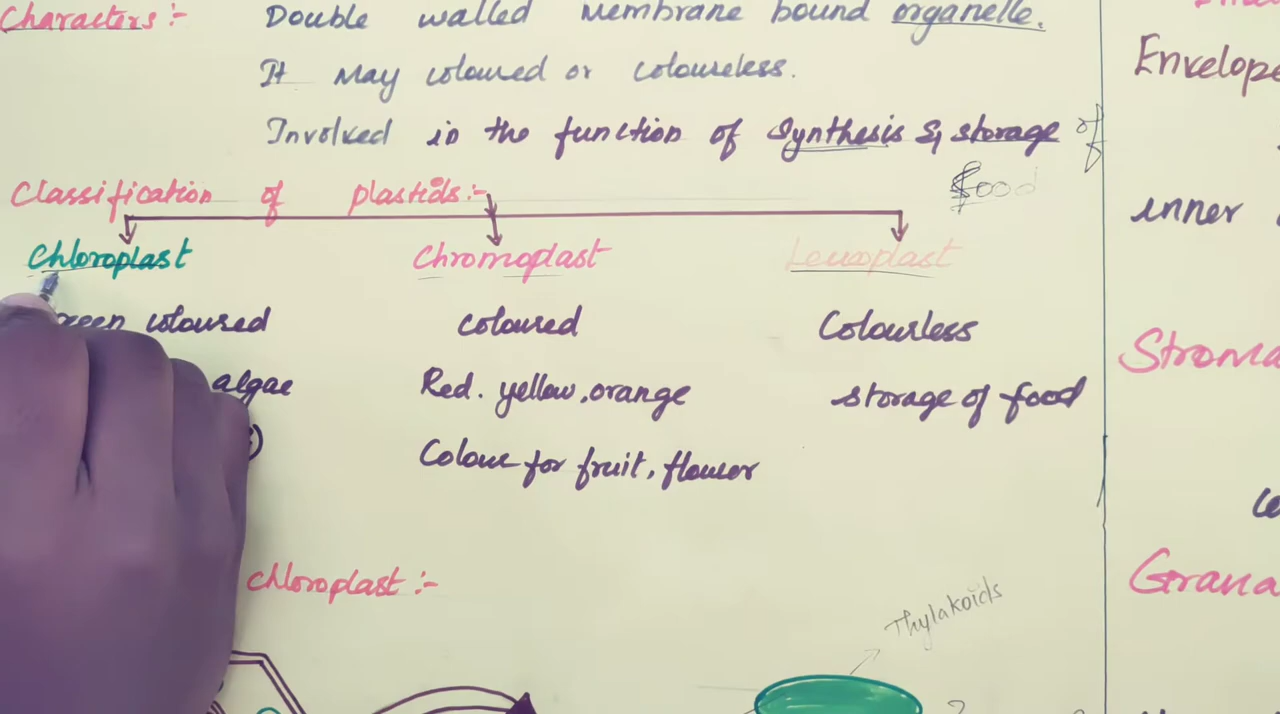 Characters :- Double walled membrane bound organelle.
It May coloured or colourless.
Involved in the function of Synthesis & storage of
food
Classification of plastids:-
Chloroplast
green coloured
algae
Chromoplast
coloured
Red. yellow, orange
Colour for fruit, flower
Leucoplast
Colourless
storage of food
chloroplast :-
Thylakoids
Envelope
inner
Stroma
Grana